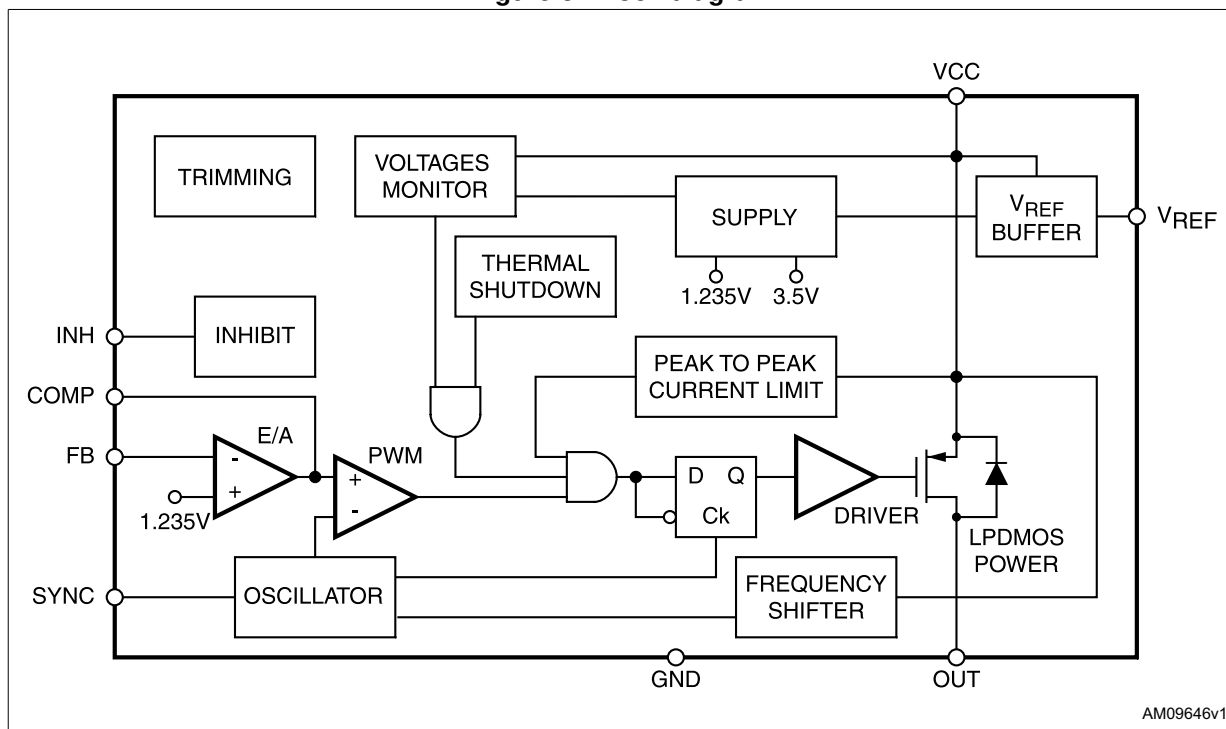 VCC
TRIMMING
VOLTAGES
MONITOR
SUPPLY
VREF
BUFFER
VREF
THERMAL
SHUTDOWN
1.235V
3.5V
INH
INHIBIT
PEAK TO PEAK
CURRENT LIMIT
COMP
E/A
PWM
FB
-
+
+
-
1.235V
D Q
Ck
DRIVER
LPDMOS
POWER
SYNC
OSCILLATOR
FREQUENCY
SHIFTER
GND
OUT
AM09646v1